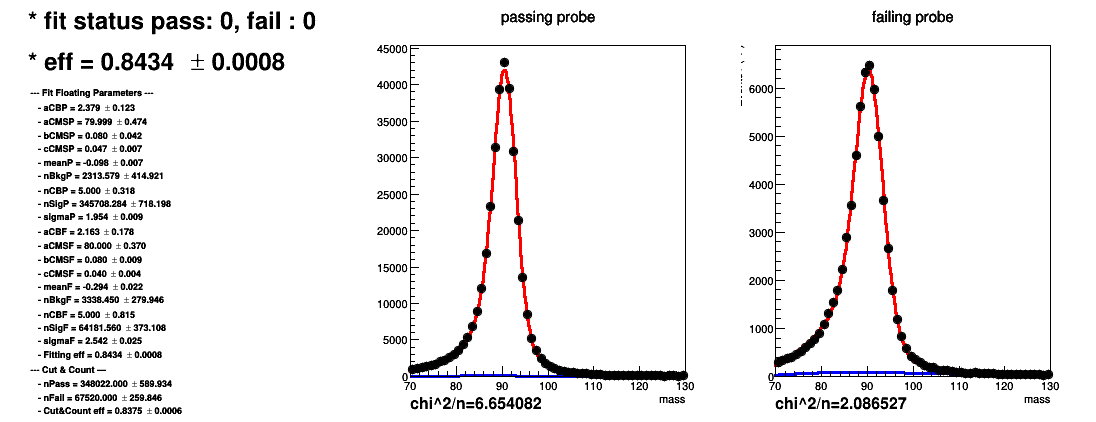 * fit status pass: 0, fail : 0
* eff = 0.8434 ± 0.0008
--- Fit Floating Parameters ---
- aCBP = 2.379 ± 0.123
- aCMSP = 79.999 ± 0.474
- bCMSP = 0.080 ± 0.042
- cCMSP = 0.047 ± 0.007
- meanP = -0.098 ± 0.007
- nBkgP = 2313.579 ± 414.921
- nCBP = 5.000 ± 0.318
- nSigP = 345708.284 ± 718.198
- sigmaP = 1.954 ± 0.009
- aCBF = 2.163 ± 0.178
- aCMSF = 80.000 ± 0.370
- bCMSF = 0.080 ± 0.009
- cCMSF = 0.040 ± 0.004
- meanF = -0.294 ± 0.022
- nBkgF = 3338.450 ± 279.946
- nCBF = 5.000 ± 0.815
- nSigF = 64181.560 ± 373.108
- sigmaF = 2.542 ± 0.025
- Fitting eff = 0.8434 ± 0.0008
--- Cut & Count ---
- nPass = 348022.000 ± 589.934
- nFail = 67520.000 ± 259.846
- Cut&Count eff = 0.8375 ± 0.0006
passing probe
45000
40000
35000
30000
25000
20000
15000
10000
5000
0
70 80 90 100 110 120 130
mass
chi^2/n=6.654082
failing probe
6000
5000
4000
3000
2000
1000
0
70 80 90 100 110 120 130
mass
chi^2/n=2.086527